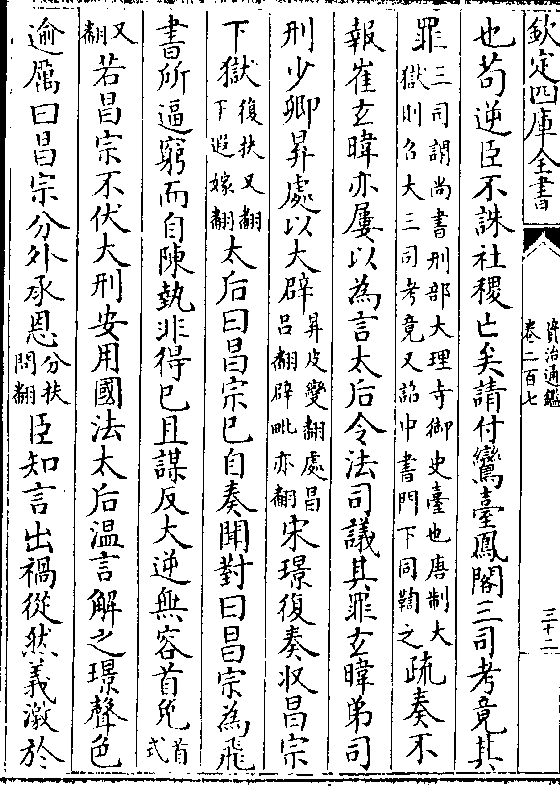 欽定四庫全書
資治通鑑
卷二百七
三十二
也苟逆臣不誅社稷亡矣請付鸞臺鳳閣三司考竟其
罪三司謂尚書刑部大理寺御史臺也唐制大
獄則召大三司考竟又詔中書門下同鞫之疏奏不
報崔玄暐亦屢以為言太后令法司議其罪玄暐弟司
刑少卿昇處以大辟昇皮變翻處昌
呂翻辟毗亦翻宋璟復奏收昌宗
下獄復扶又翻
下遐嫁翻太后曰昌宗已自奏聞對曰昌宗為飛
書所逼窮而自陳埶非得已且謀反大逆無容首免首
式
又
翻若昌宗不伏大刑安用國法太后温言解之璟聲色
逾厲曰昌宗分外承恩分扶
問翻臣知言出禍從然義激於